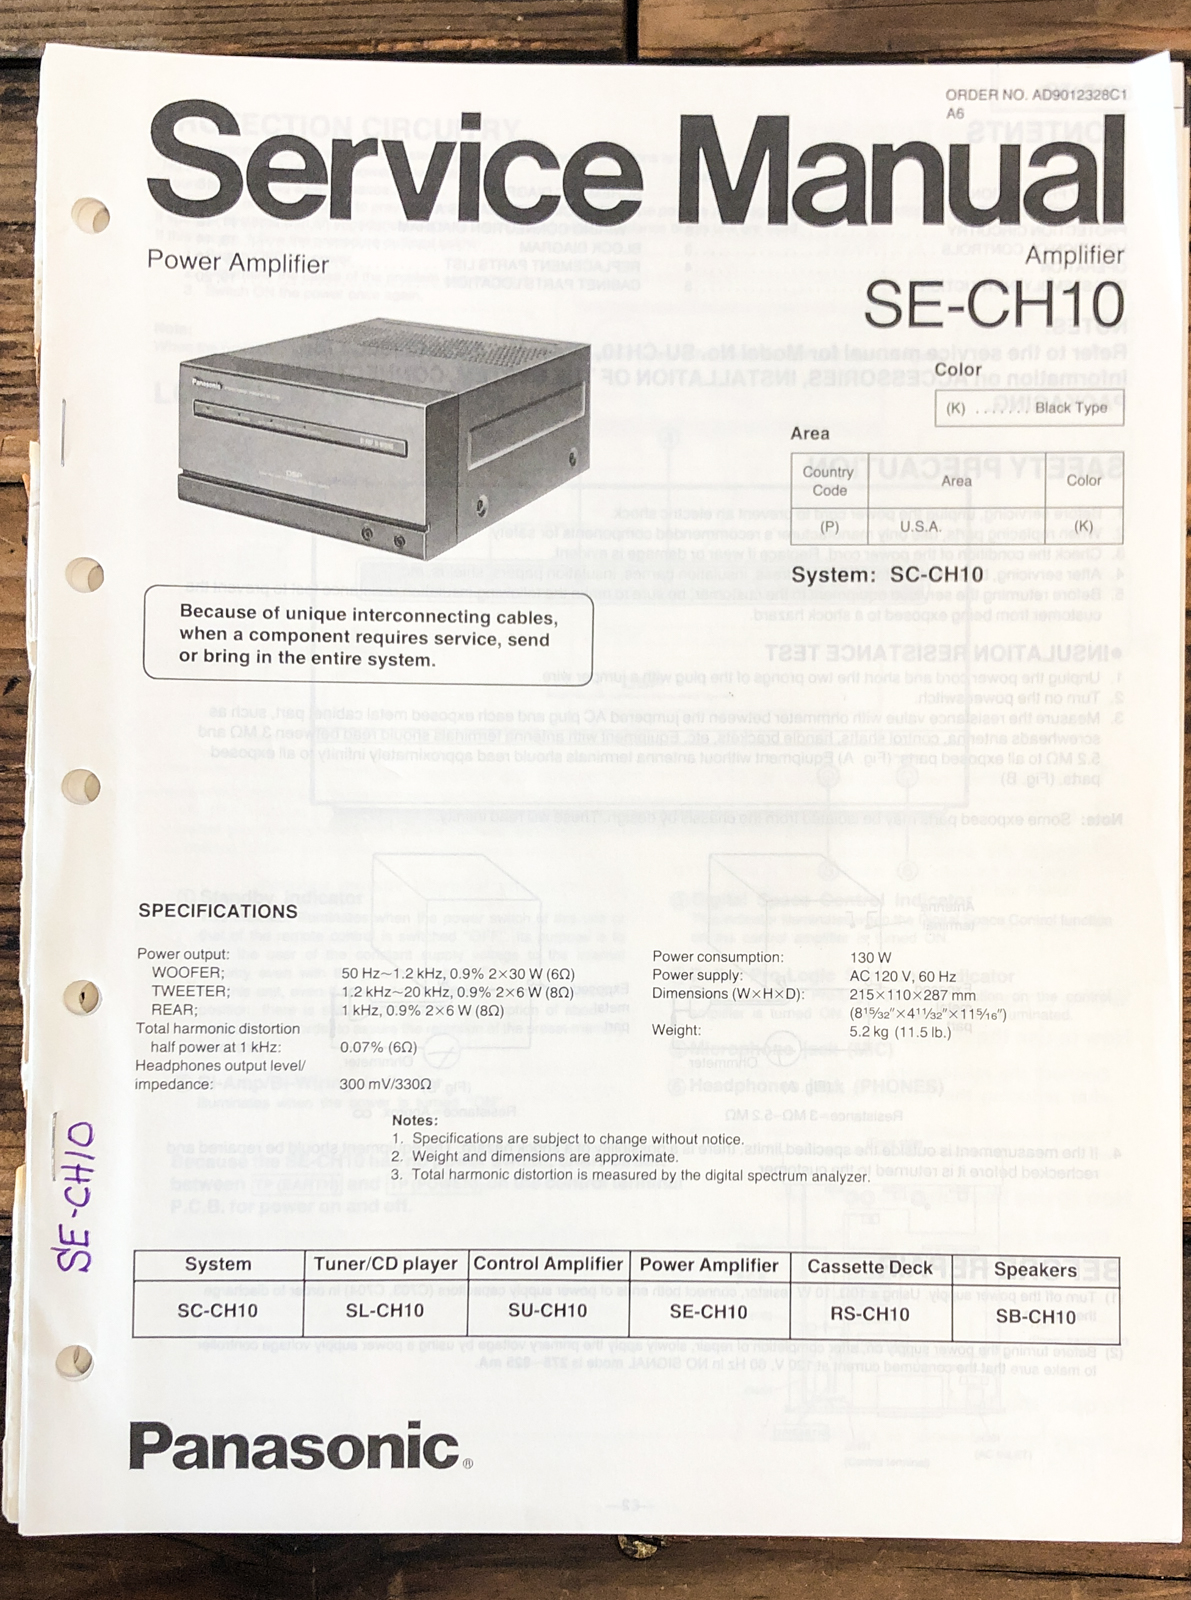 ORDER NO. AD9012328C1
A6
Service Manual
Power Amplifier
Amplifier
SE-CH10
Color
(K) ....... Black Type
Area
Country Code Area Color
(P) U.S.A. (K)
System: SC-CH10
Panasonic
Because of unique interconnecting cables,
when a component requires service, send
or bring in the entire system.
SPECIFICATIONS
Power output:
WOOFER; 50 Hz~1.2 kHz, 0.9% 2×30 W (6Ω)
TWEETER; 1.2 kHz~20 kHz, 0.9% 2×6 W (8Ω)
REAR; 1 kHz, 0.9% 2×6 W (8Ω)
Total harmonic distortion
half power at 1 kHz: 0.07% (6Ω)
Headphones output level/
impedance: 300 mV/330Ω
Power consumption: 130 W
Power supply: AC 120 V, 60 Hz
Dimensions (W×H×D): 215×110×287 mm
(8 15/32"×4 11/32"×11 5/16")
Weight: 5.2 kg (11.5 lb.)
Notes:
1. Specifications are subject to change without notice.
2. Weight and dimensions are approximate.
3. Total harmonic distortion is measured by the digital spectrum analyzer.
SE-CH10
System Tuner/CD player Control Amplifier Power Amplifier Cassette Deck Speakers
SC-CH10 SL-CH10 SU-CH10 SE-CH10 RS-CH10 SB-CH10
Panasonic®